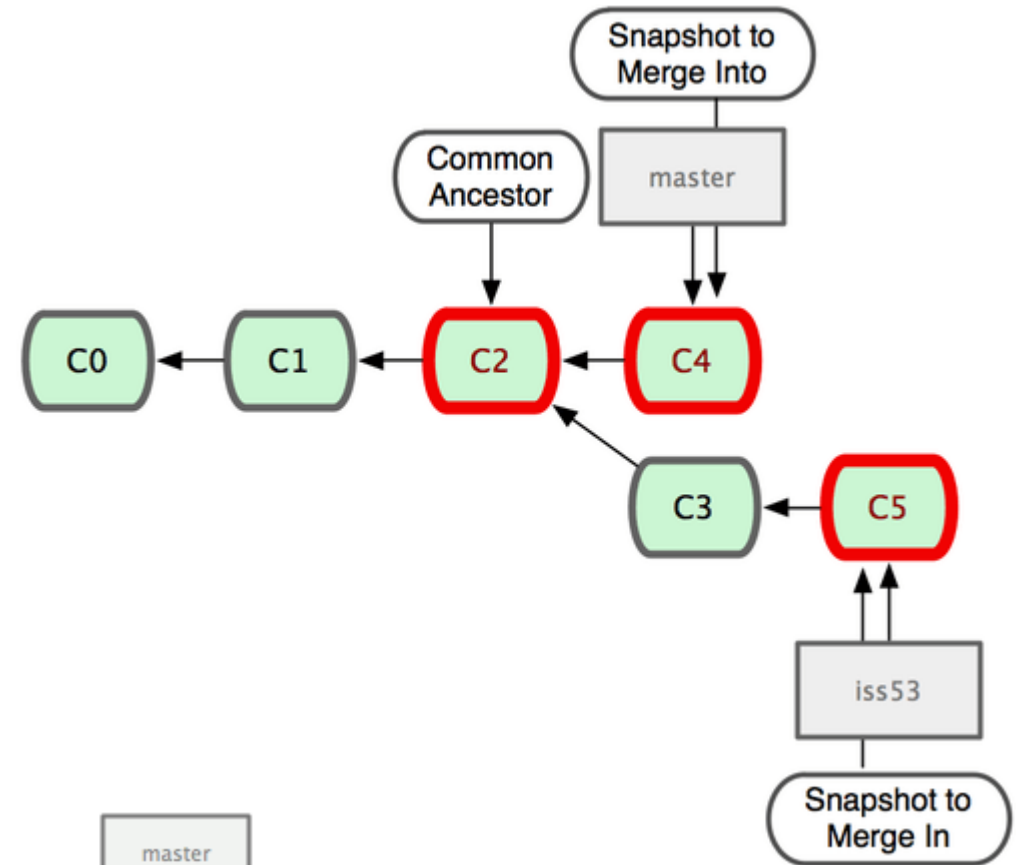 Snapshot to
Merge Into
Common
Ancestor
master
C0
C1
C2
C4
C3
C5
iss53
Snapshot to
Merge In
master